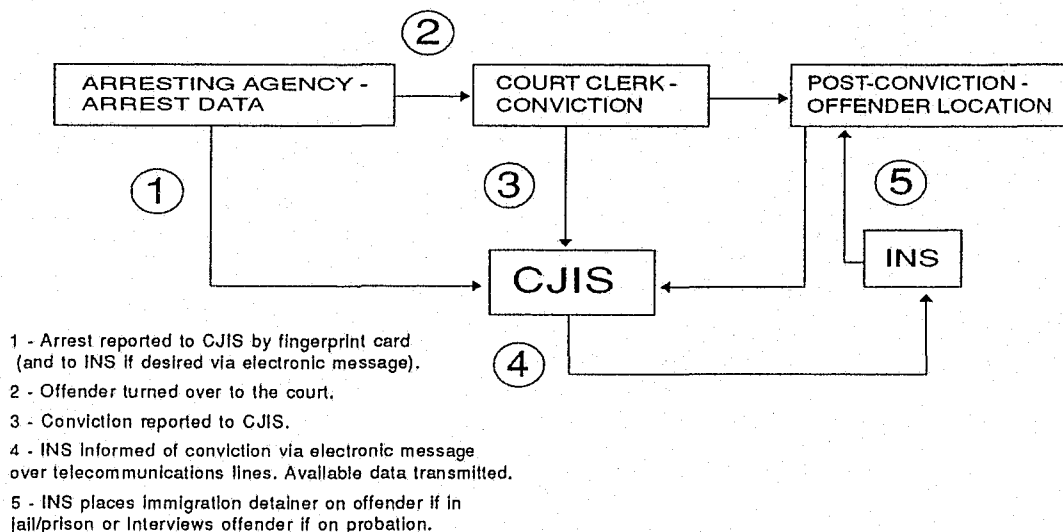 2
ARRESTING AGENCY -
ARREST DATA
COURT CLERK -
CONVICTION
POST-CONVICTION -
OFFENDER LOCATION
1
3
5
INS
CJIS
4
1 - Arrest reported to CJIS by fingerprint card
(and to INS if desired via electronic message).
2 - Offender turned over to the court.
3 - Conviction reported to CJIS.
4 - INS informed of conviction via electronic message
over telecommunications lines. Available data transmitted.
5 - INS places immigration detainer on offender if in
jail/prison or interviews offender if on probation.